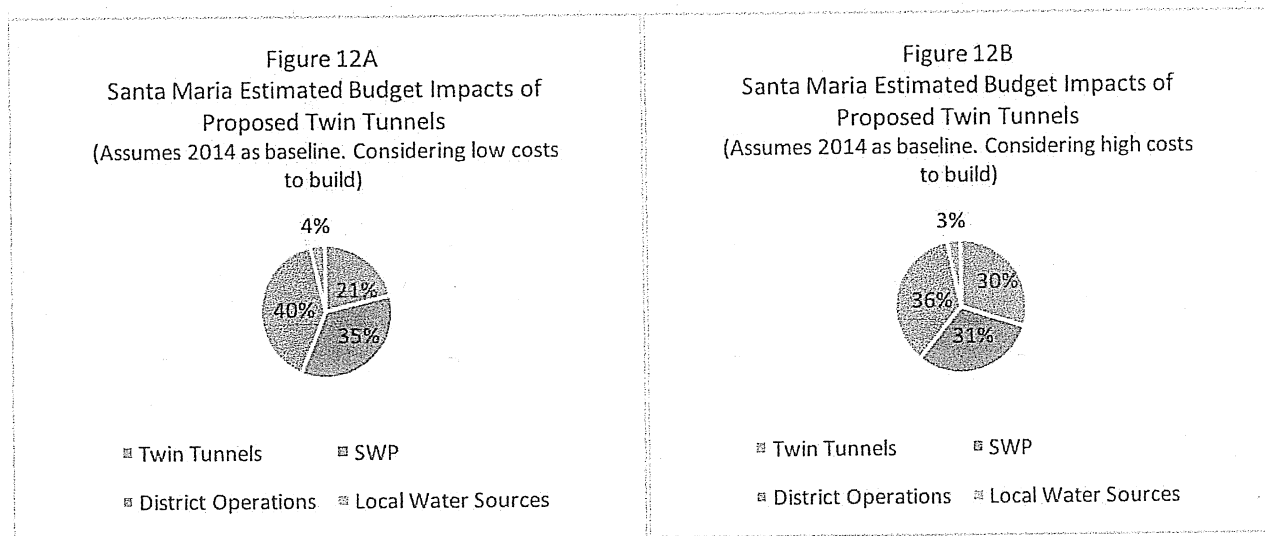 Figure 12A
Santa Maria Estimated Budget Impacts of
Proposed Twin Tunnels
(Assumes 2014 as baseline. Considering low costs
to build)
4%
21%
40%
35%
Twin Tunnels
SWP
District Operations
Local Water Sources
Figure 12B
Santa Maria Estimated Budget Impacts of
Proposed Twin Tunnels
(Assumes 2014 as baseline. Considering high costs
to build)
3%
30%
36%
31%
Twin Tunnels
SWP
District Operations
Local Water Sources